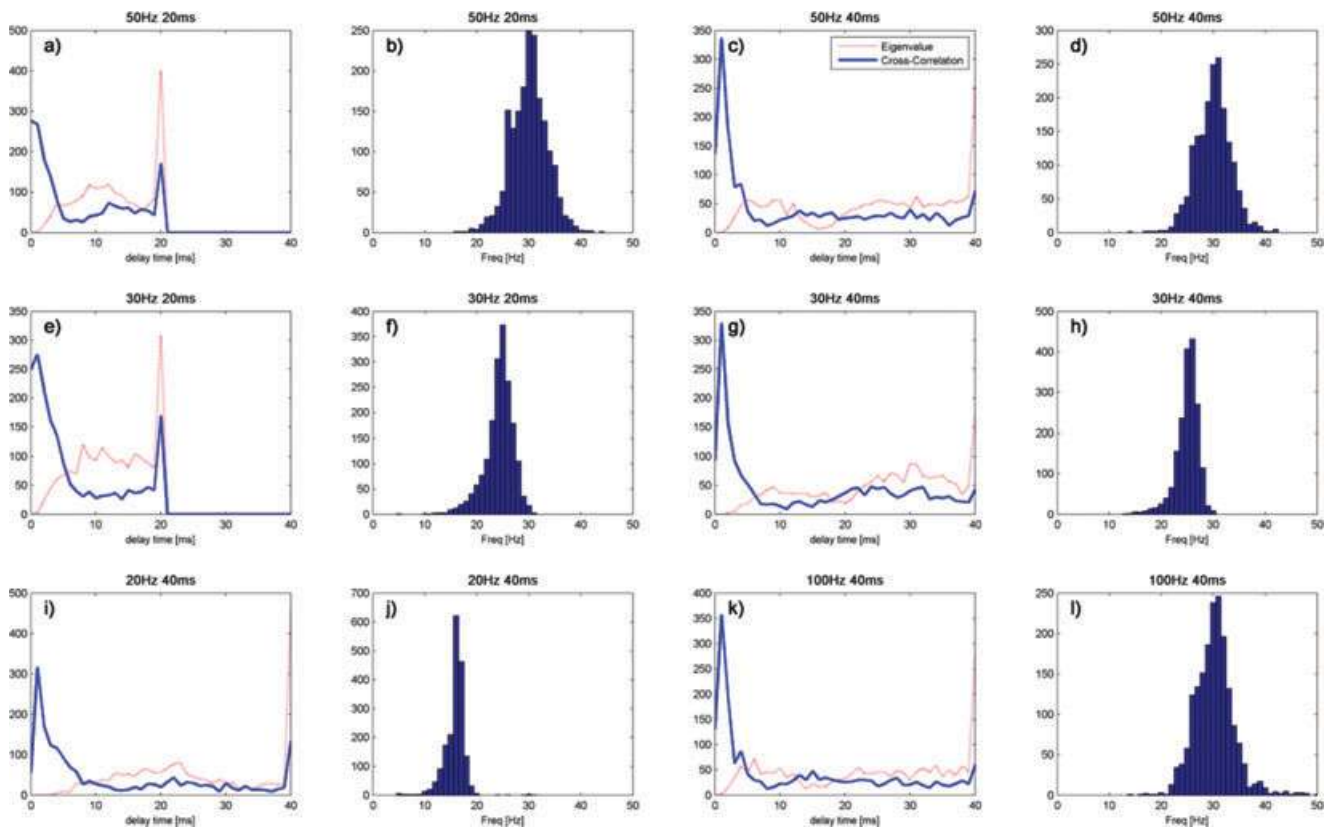 50Hz 20ms
50Hz 20ms
50Hz 40ms
50Hz 40ms
500
400
300
200
100
0
a)
0 10 20 30 40
delay time [ms]
250
200
150
100
50
0
b)
0 10 20 30 40 50
Freq [Hz]
350
300
250
200
150
100
50
0
c)
Eigenvalue
Cross-Correlation
0 10 20 30 40
delay time [ms]
300
250
200
150
100
50
0
d)
0 10 20 30 40 50
Freq [Hz]
30Hz 20ms
30Hz 20ms
30Hz 40ms
30Hz 40ms
350
300
250
200
150
100
50
0
e)
0 10 20 30 40
delay time [ms]
400
350
300
250
200
150
100
50
0
f)
0 10 20 30 40 50
Freq [Hz]
350
300
250
200
150
100
50
0
g)
0 10 20 30 40
delay time [ms]
500
400
300
200
100
0
h)
0 10 20 30 40 50
Freq [Hz]
20Hz 40ms
20Hz 40ms
100Hz 40ms
100Hz 40ms
500
400
300
200
100
0
i)
0 10 20 30 40
delay time [ms]
700
600
500
400
300
200
100
0
j)
0 10 20 30 40 50
Freq [Hz]
400
350
300
250
200
150
100
50
0
k)
0 10 20 30 40
delay time [ms]
250
200
150
100
50
0
l)
0 10 20 30 40 50
Freq [Hz]